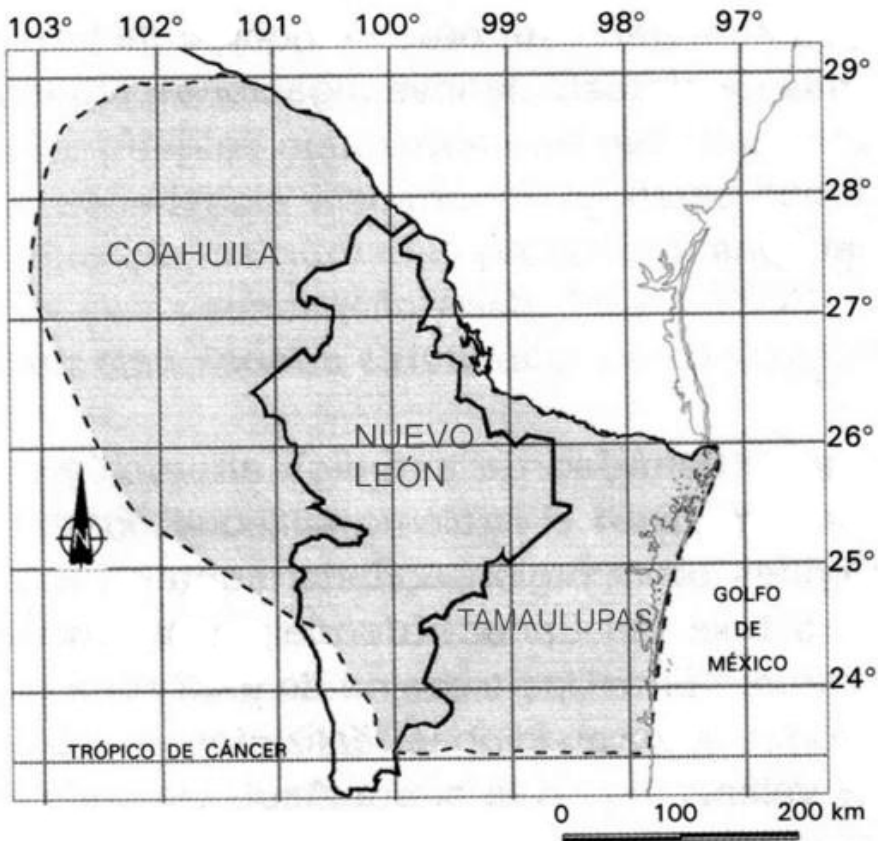 103° 102° 101° 100° 99° 98° 97°
29°
28°
COAHUILA
27°
NUEVO
LEÓN
26°
N
25°
TAMAULUPAS
GOLFO
DE
MÉXICO
24°
TRÓPICO DE CÁNCER
0 100 200 km